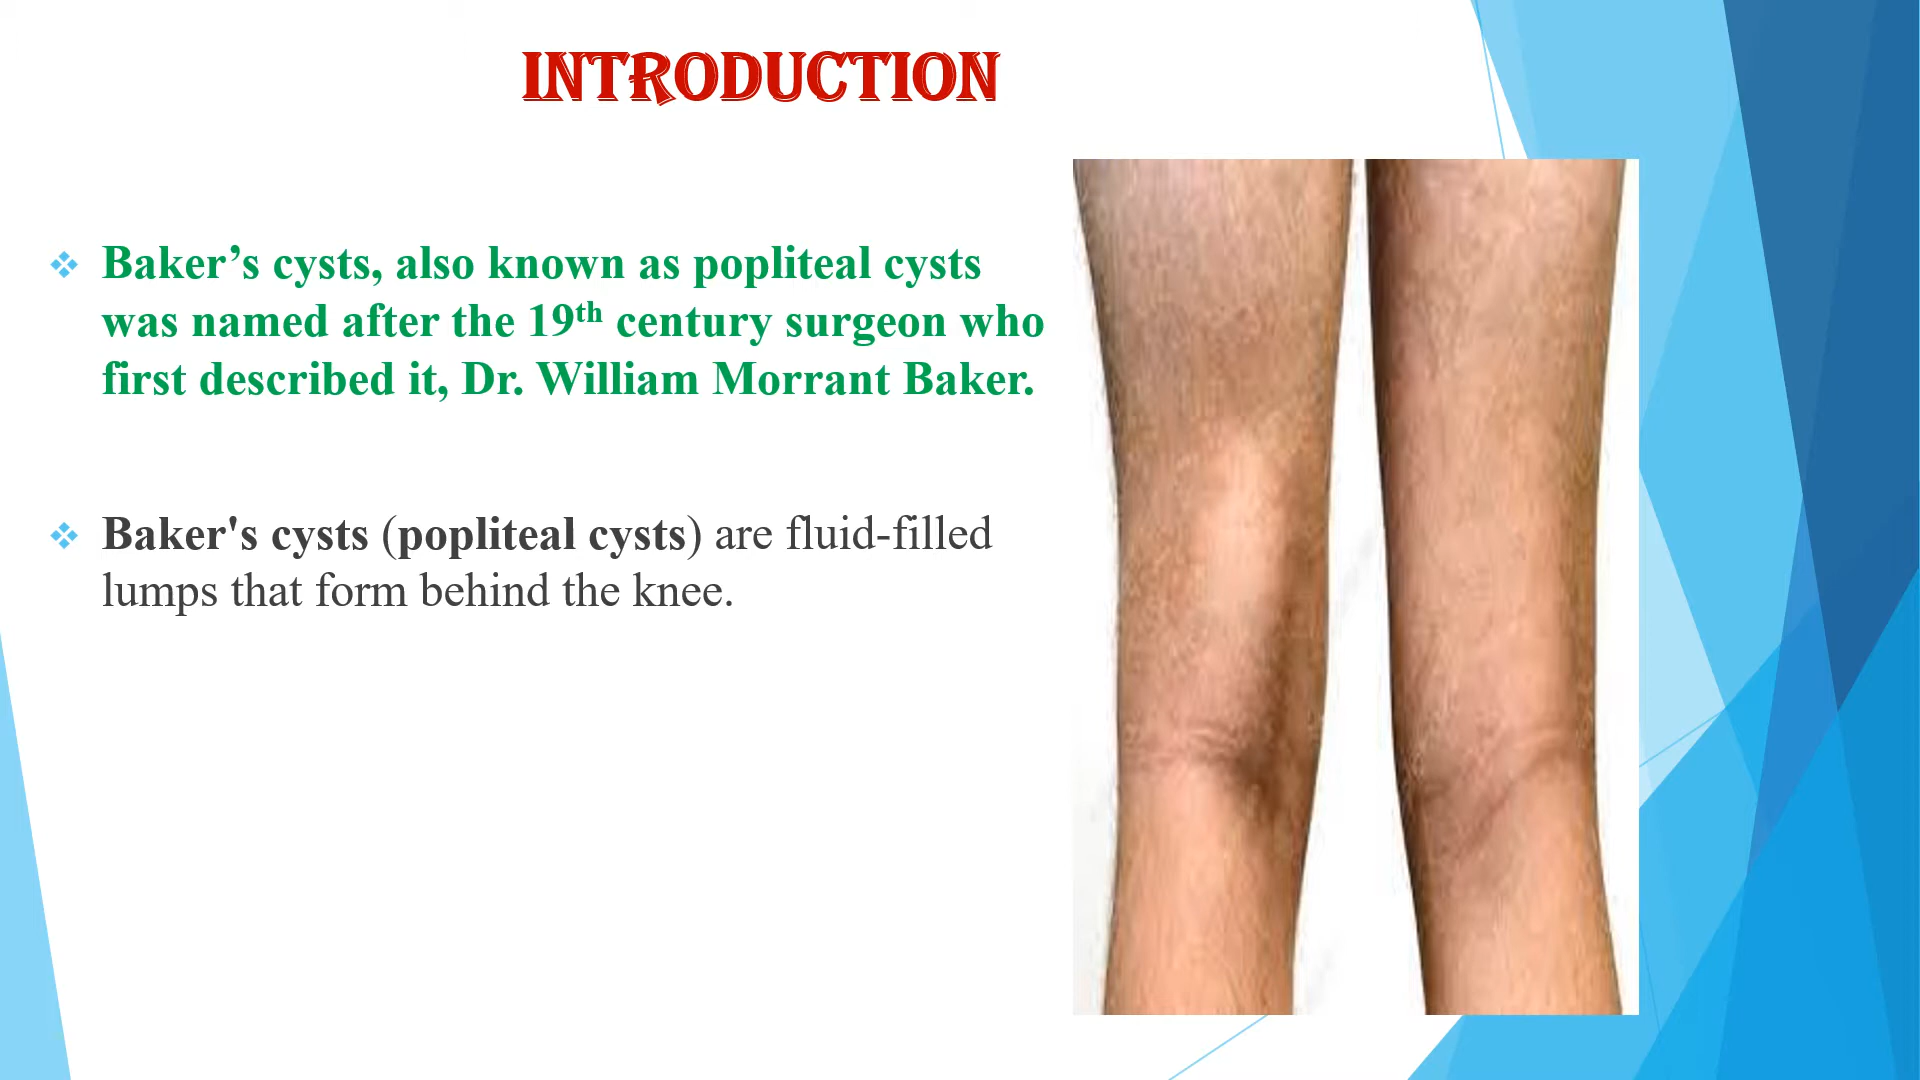 INTRODUCTION
Baker’s cysts, also known as popliteal cysts
was named after the 19th century surgeon who
first described it, Dr. William Morrant Baker.
Baker's cysts (popliteal cysts) are fluid-filled
lumps that form behind the knee.